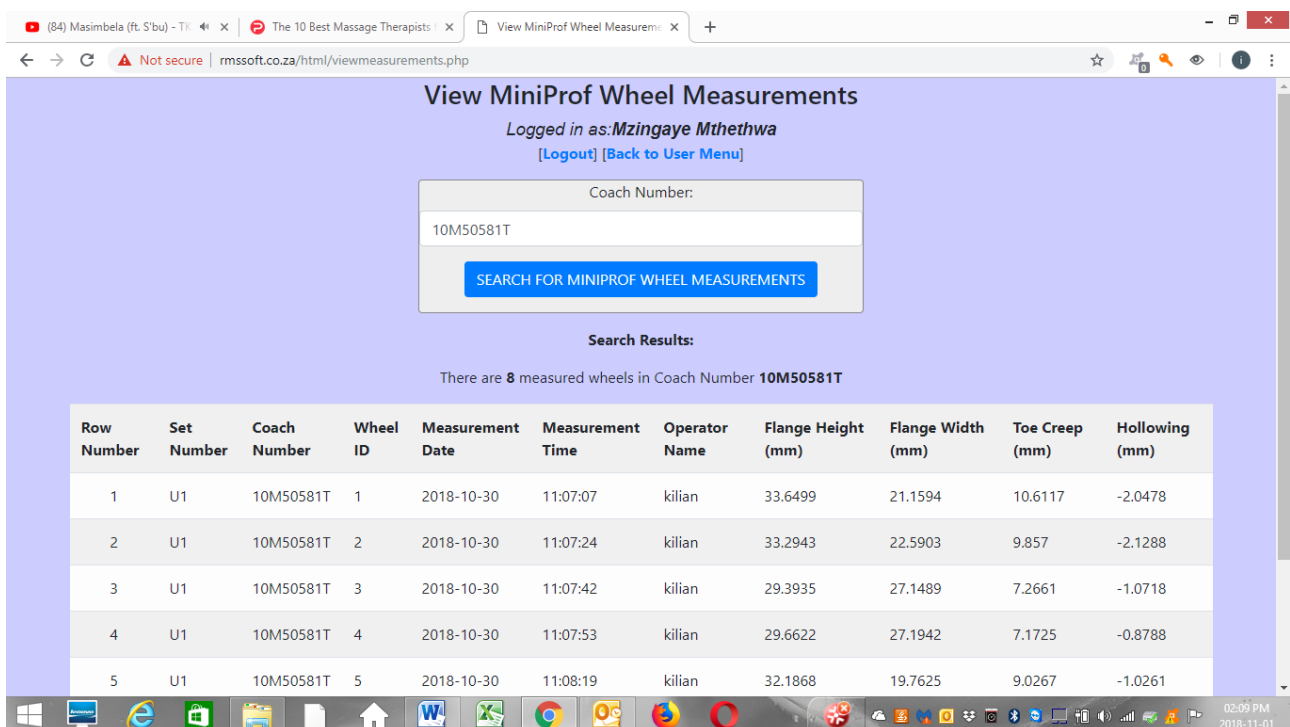 (84) Masimbela (ft. S'bu) - TK
The 10 Best Massage Therapists
View MiniProf Wheel Measureme
Not secure | rmssoft.co.za/html/viewmeasurements.php
View MiniProf Wheel Measurements
Logged in as:Mzingaye Mthethwa
[Logout] [Back to User Menu]
Coach Number:
10M50581T
SEARCH FOR MINIPROF WHEEL MEASUREMENTS
Search Results:
There are 8 measured wheels in Coach Number 10M50581T
Row Number Set Number Coach Number Wheel ID Measurement Date Measurement Time Operator Name Flange Height (mm) Flange Width (mm) Toe Creep (mm) Hollowing (mm)
1 U1 10M50581T 1 2018-10-30 11:07:07 kilian 33.6499 21.1594 10.6117 -2.0478
2 U1 10M50581T 2 2018-10-30 11:07:24 kilian 33.2943 22.5903 9.857 -2.1288
3 U1 10M50581T 3 2018-10-30 11:07:42 kilian 29.3935 27.1489 7.2661 -1.0718
4 U1 10M50581T 4 2018-10-30 11:07:53 kilian 29.6622 27.1942 7.1725 -0.8788
5 U1 10M50581T 5 2018-10-30 11:08:19 kilian 32.1868 19.7625 9.0267 -1.0261
02:09 PM
2018-11-01